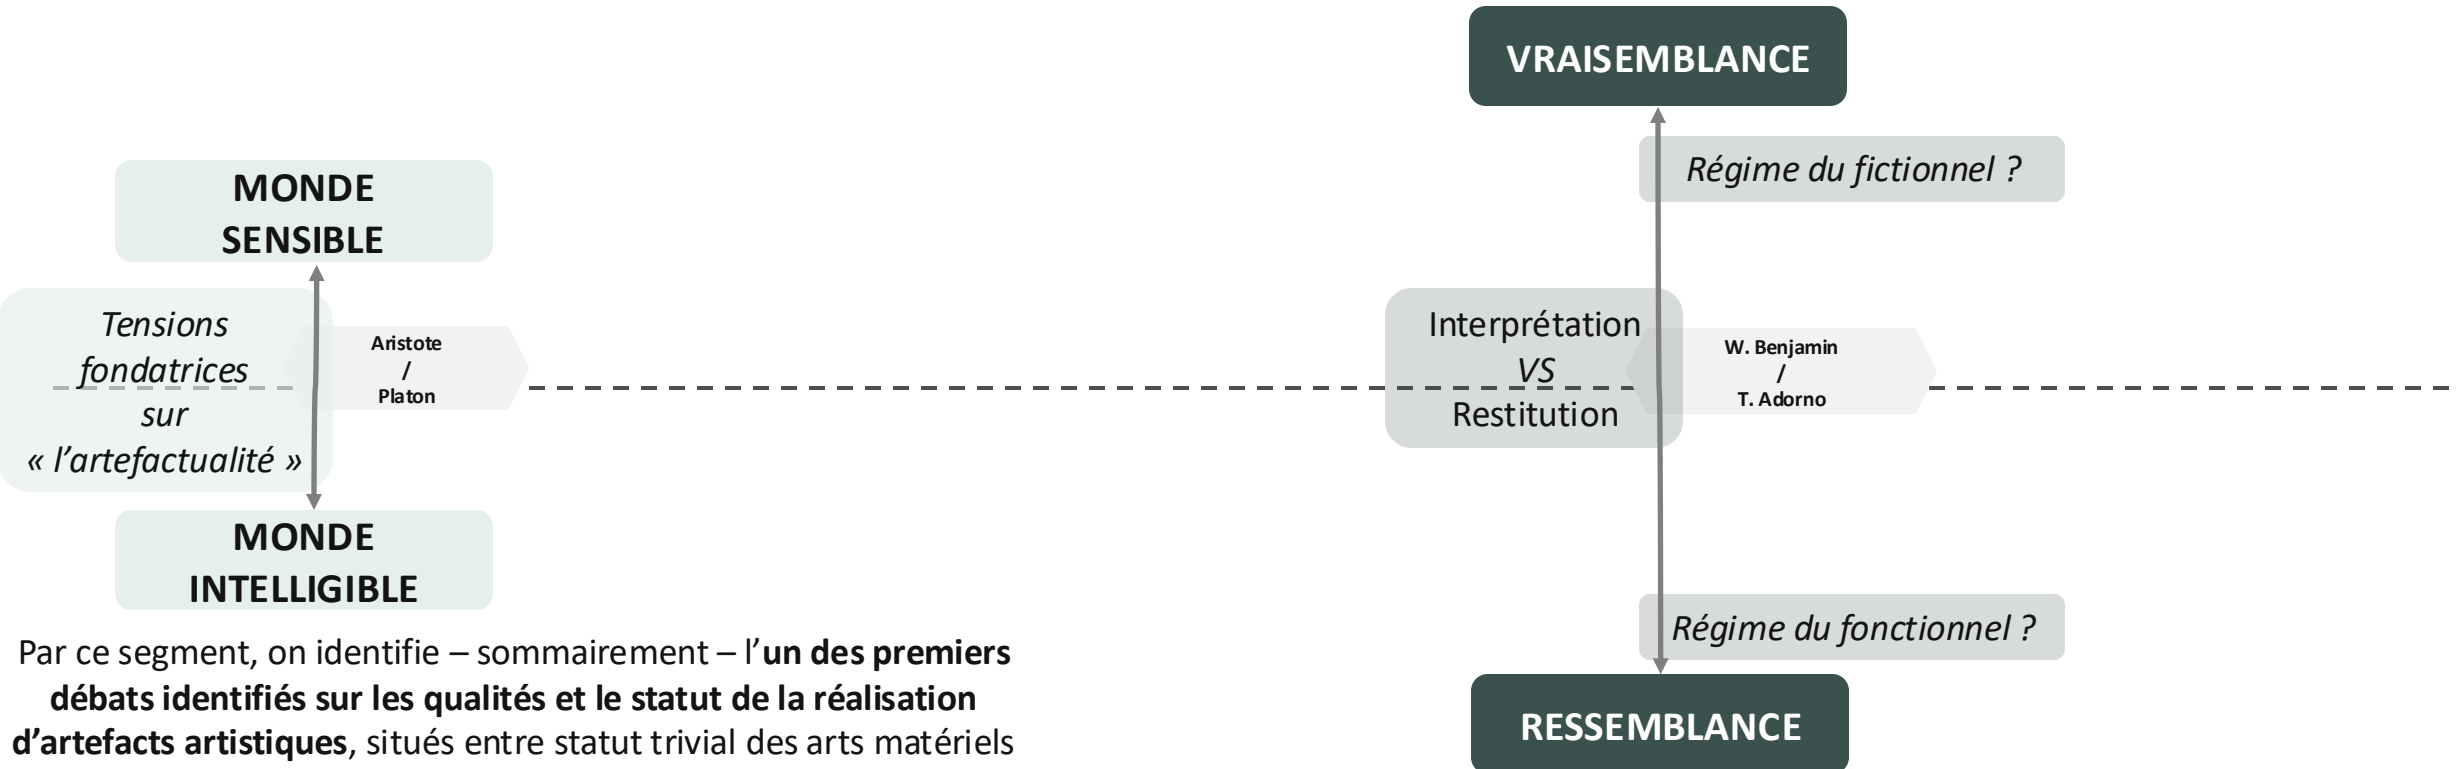 MONDE
SENSIBLE
Tensions
fondatrices
sur
« l’artefactualité »
Aristote
/
Platon
MONDE
INTELLIGIBLE
Par ce segment, on identifie – sommairement – l’un des premiers
débats identifiés sur les qualités et le statut de la réalisation
d’artefacts artistiques, situés entre statut trivial des arts matériels
VRAISEMBLANCE
Régime du fictionnel ?
Interprétation
VS
Restitution
W. Benjamin
/
T. Adorno
Régime du fonctionnel ?
RESSEMBLANCE